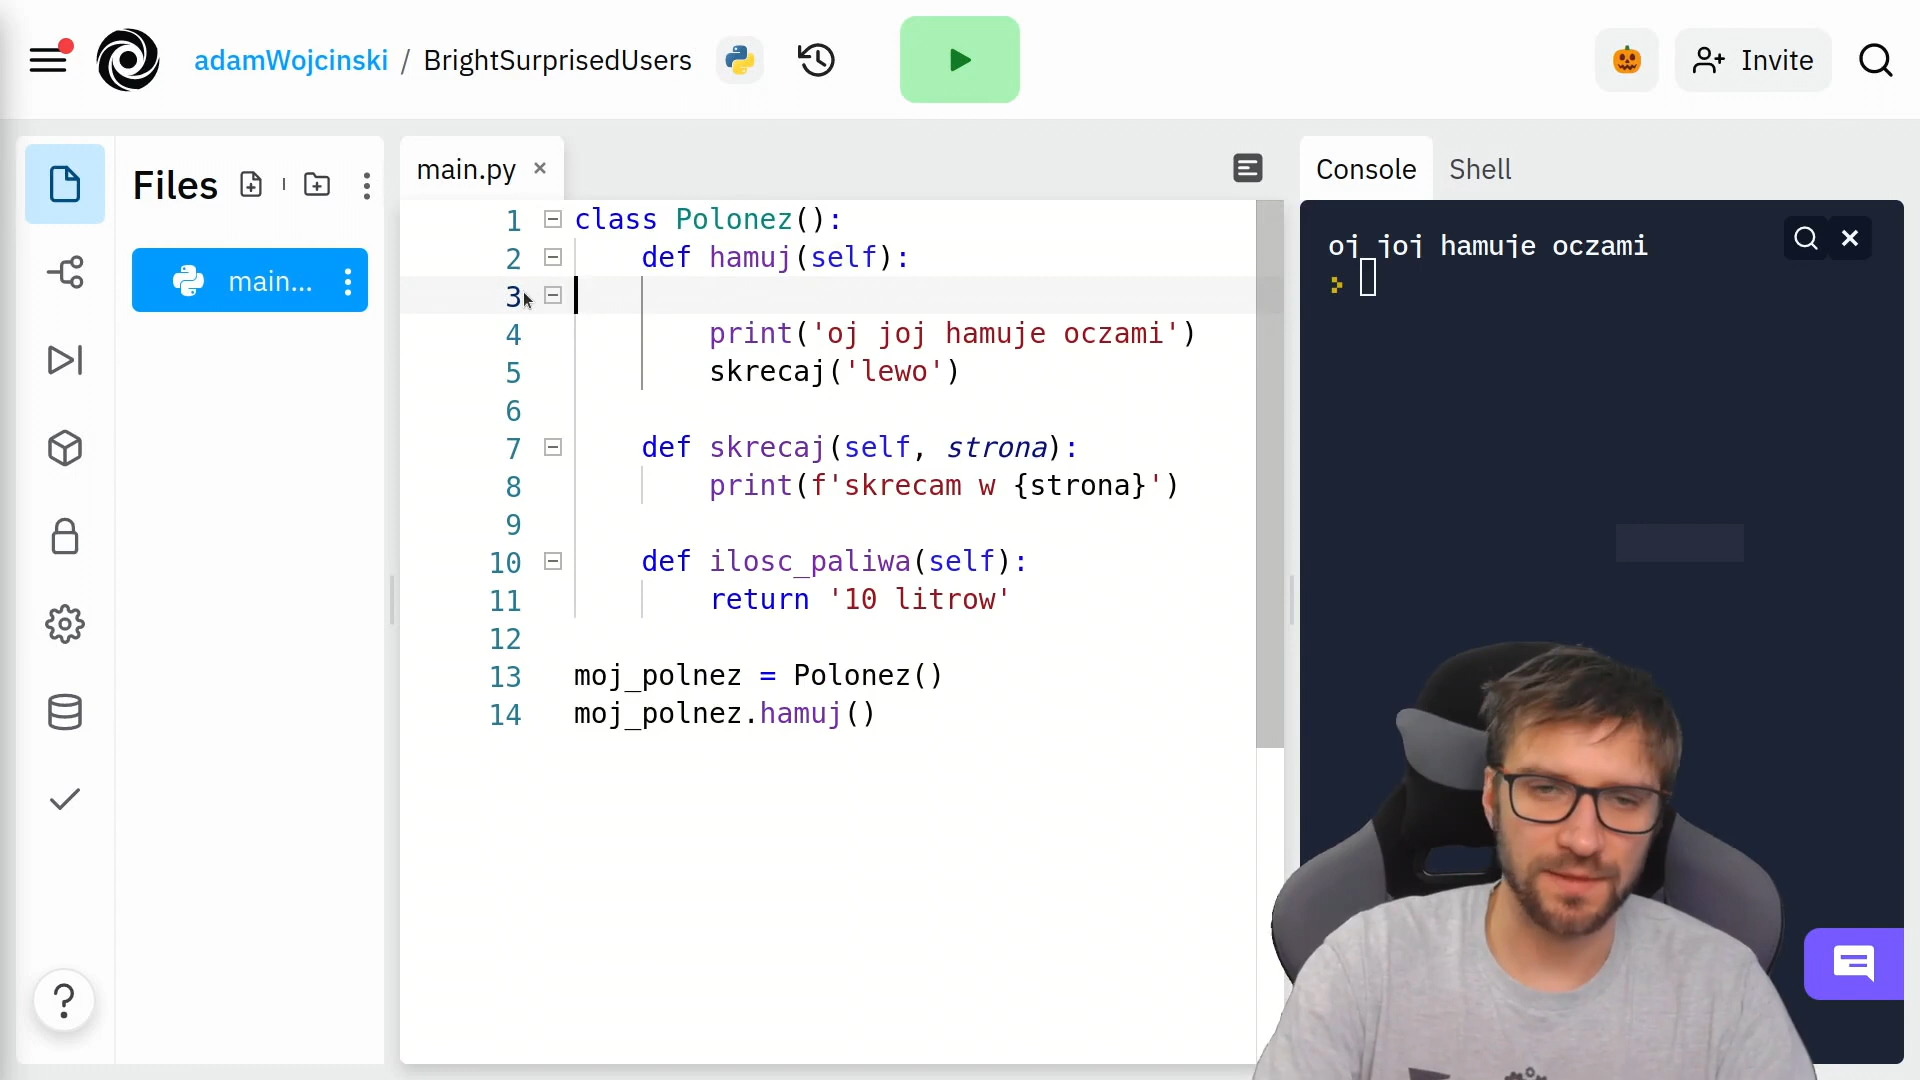 adamWojcinski / BrightSurprisedUsers
Invite
Files
main...
main.py
Console
Shell
1 class Polonez():
2 def hamuj(self):
3
4 print('oj joj hamuje oczami')
5 skrecaj('lewo')
6
7 def skrecaj(self, strona):
8 print(f'skrecam w {strona}')
9
10 def ilosc_paliwa(self):
11 return '10 litrow'
12
13 moj_polnez = Polonez()
14 moj_polnez.hamuj()
oj joj hamuje oczami
?